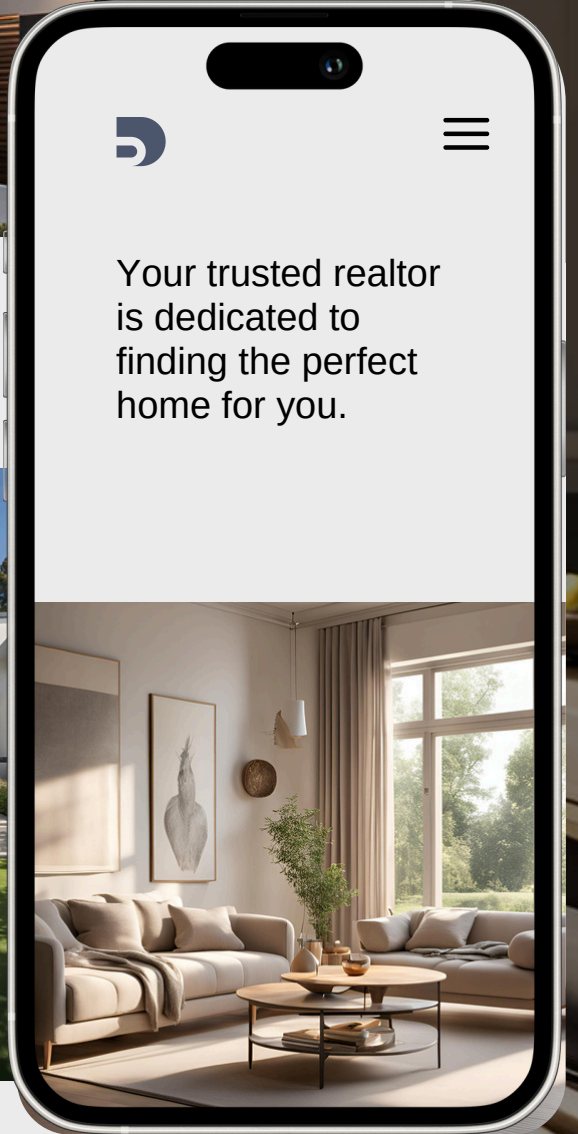 Your trusted realtor
is dedicated to
finding the perfect
home for you.